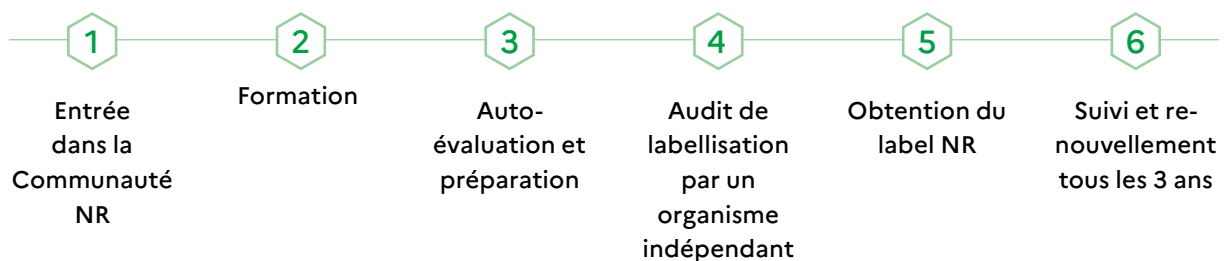 1
Entrée
dans la
Communauté
NR
2
Formation
3
Auto-
évaluation et
préparation
4
Audit de
labellisation
par un
organisme
indépendant
5
Obtention du
label NR
6
Suivi et re-
nouvellement
tous les 3 ans